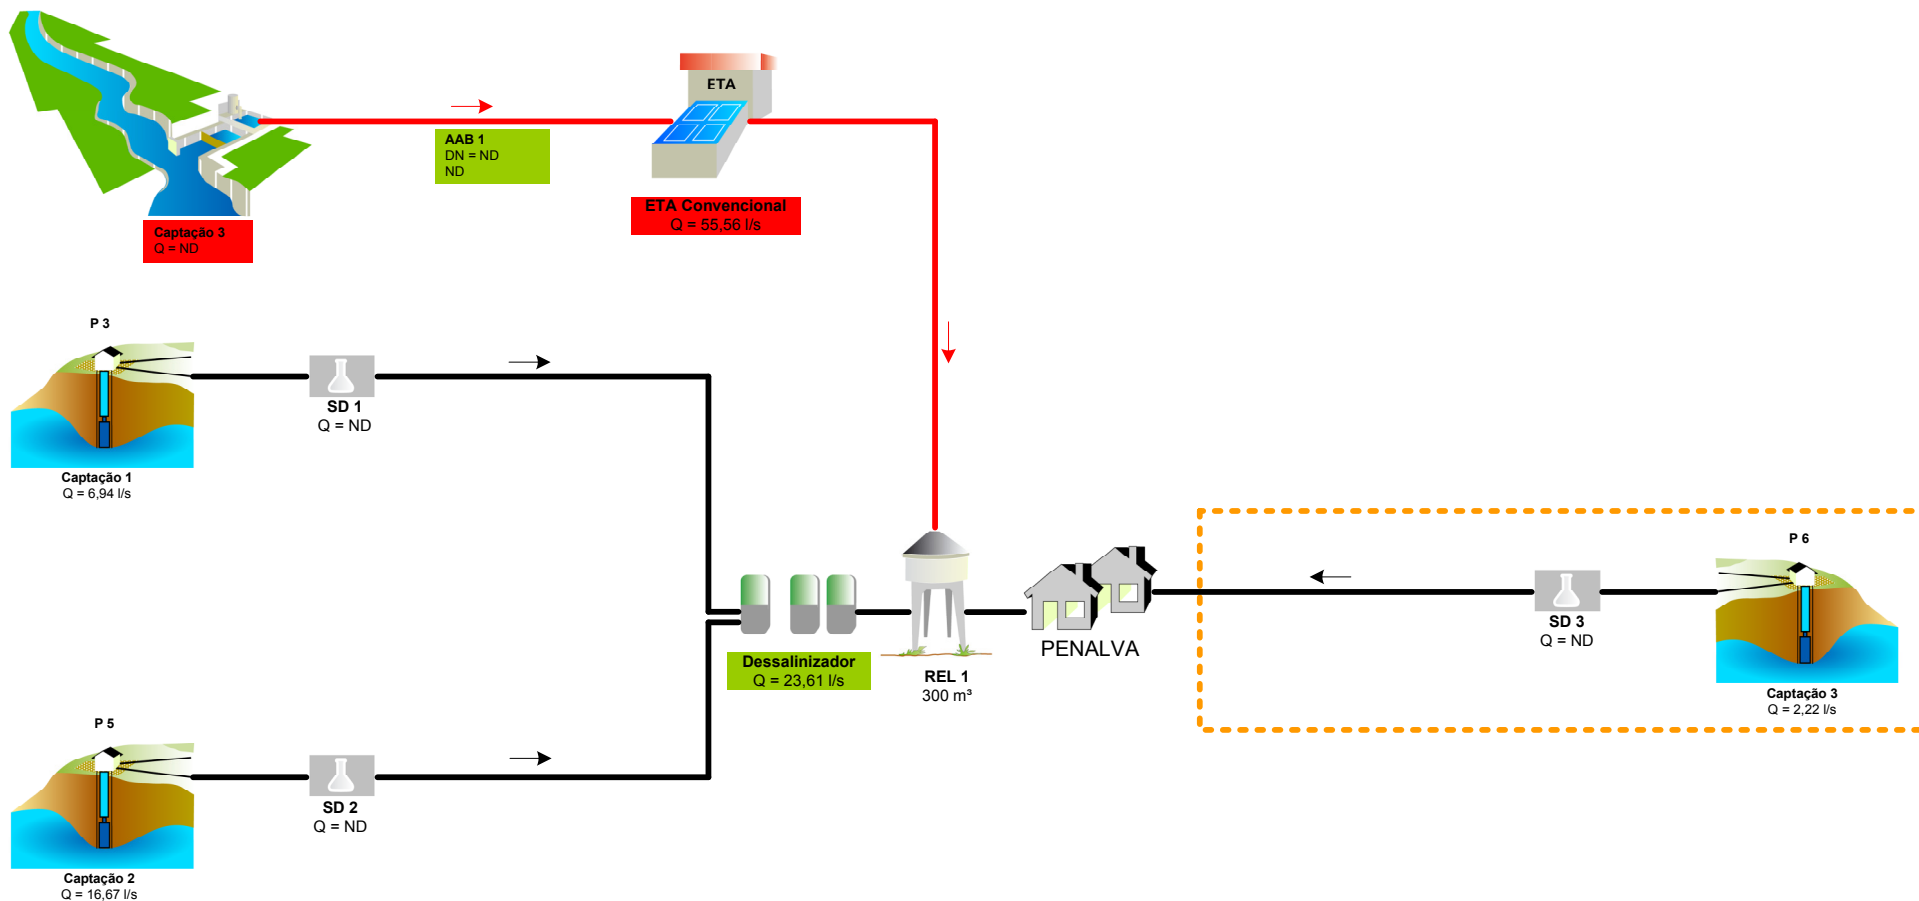 ETA
AAB 1
DN = ND
ND
ETA Convencional
Q = 55,56 l/s
Captação 3
Q = ND
P 3
SD 1
Q = ND
Captação 1
Q = 6,94 l/s
P 6
SD 3
Q = ND
PENALVA
Dessalinizador
Q = 23,61 l/s
REL 1
300 m³
Captação 3
Q = 2,22 l/s
P 5
SD 2
Q = ND
Captação 2
Q = 16,67 l/s